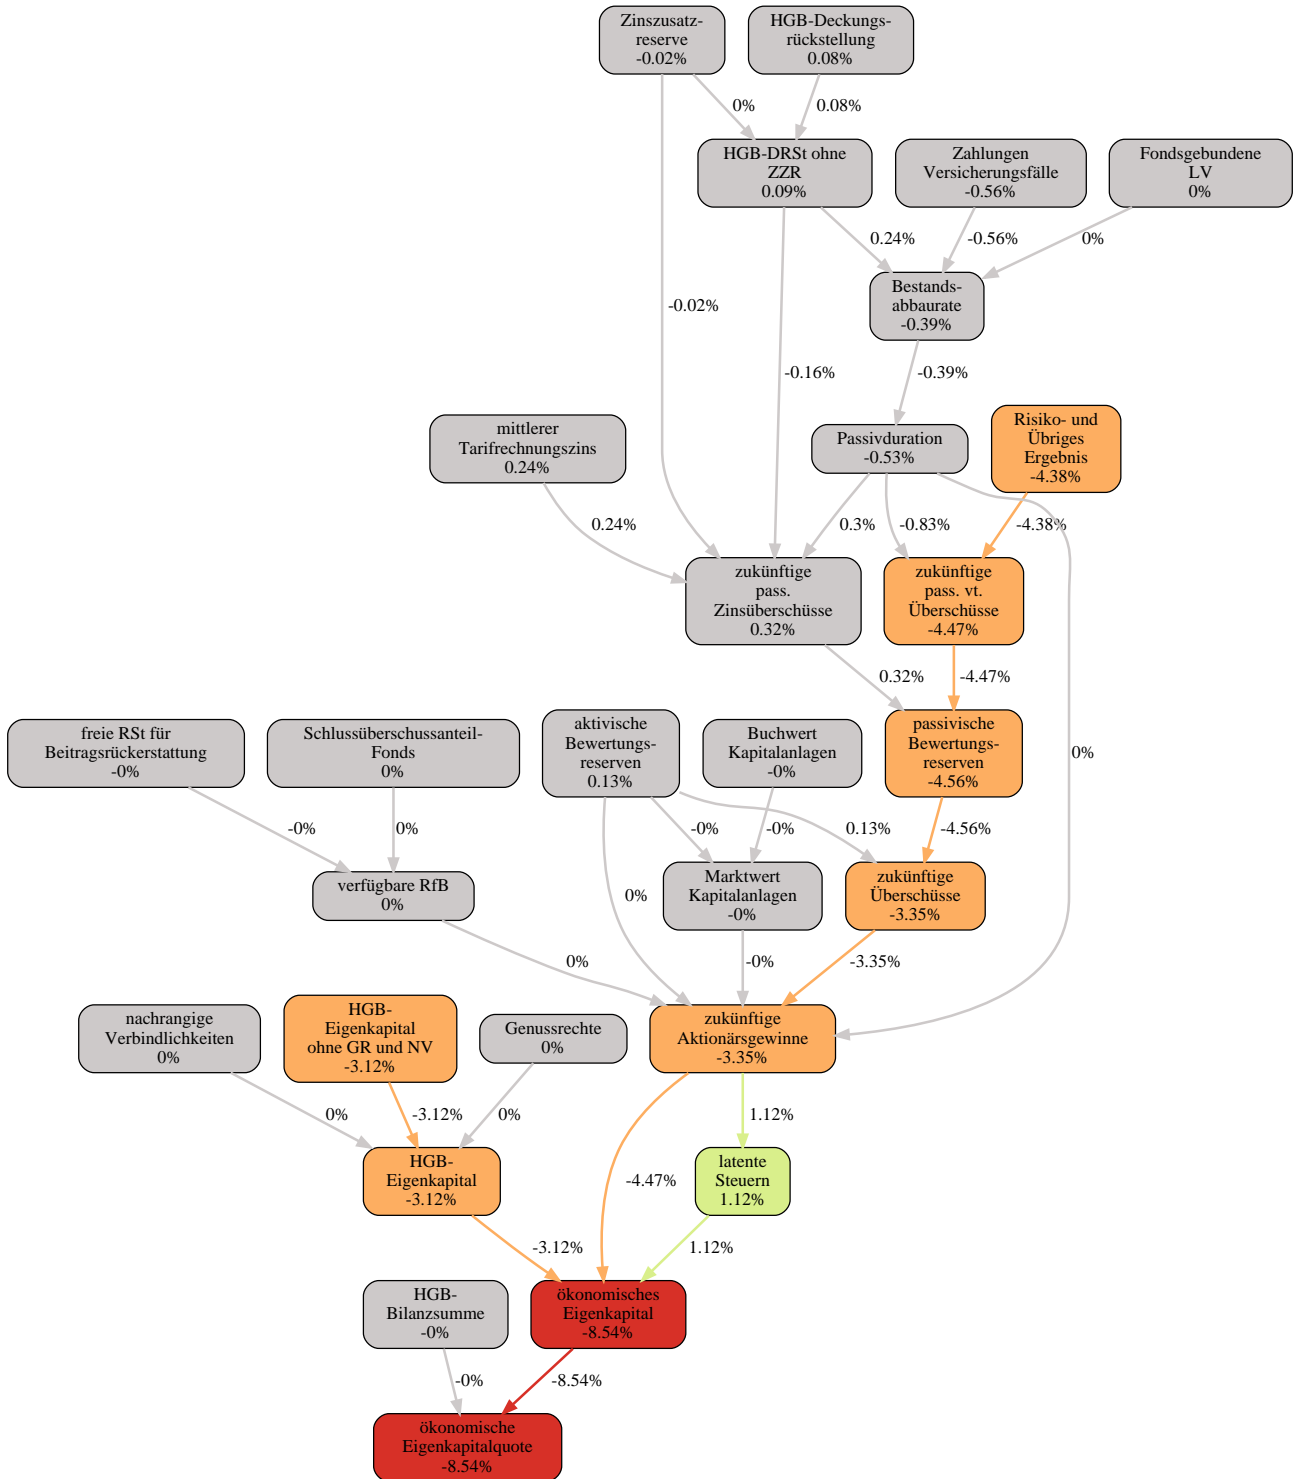 Zinszusatz-
reserve
-0.02%
HGB-Deckungs-
rückstellung
0.08%
0%
0.08%
HGB-DRSt ohne
ZZR
0.09%
Zahlungen
Versicherungsfälle
-0.56%
Fondsgebundene
LV
0%
0.24%
-0.56%
0%
Bestands-
abbaurate
-0.39%
-0.02%
-0.16%
-0.39%
mittlerer
Tarifrechnungszins
0.24%
Passivduration
-0.53%
Risiko- und
Übriges
Ergebnis
-4.38%
0.24%
0.3%
-0.83%
-4.38%
zukünftige
pass.
Zinsüberschüsse
0.32%
zukünftige
pass. vt.
Überschüsse
-4.47%
0.32%
-4.47%
freie RSt für
Beitragsrückerstattung
-0%
Schlussüberschussanteil-
Fonds
0%
aktivische
Bewertungs-
reserven
0.13%
Buchwert
Kapitalanlagen
-0%
passivische
Bewertungs-
reserven
-4.56%
0%
-0%
0%
-0%
-0%
0.13%
-4.56%
verfügbare RfB
0%
0%
Marktwert
Kapitalanlagen
-0%
zukünftige
Überschüsse
-3.35%
0%
-0%
-3.35%
nachrangige
Verbindlichkeiten
0%
HGB-
Eigenkapital
ohne GR und NV
-3.12%
Genussrechte
0%
zukünftige
Aktionärsgewinne
-3.35%
0%
-3.12%
0%
1.12%
HGB-
Eigenkapital
-3.12%
-4.47%
latente
Steuern
1.12%
-3.12%
1.12%
HGB-
Bilanzsumme
-0%
ökonomisches
Eigenkapital
-8.54%
-0%
-8.54%
ökonomische
Eigenkapitalquote
-8.54%